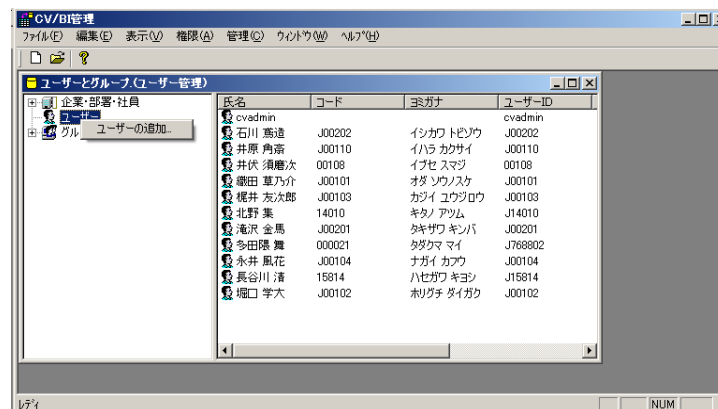 CV/BI管理
ファイル(F) 編集(E) 表示(V) 権限(A) 管理(C) ウィンドウ(W) ヘルプ(H)
ユーザーとグループ.(ユーザー管理)
企業・部署・社員
ユーザー
グル
ユーザーの追加...
氏名 コード ヨミガナ ユーザーID
cvadmin cvadmin
石川 蔦造 J00202 イシカワ トビゾウ J00202
井原 角斎 J00110 イハラ カクサイ J00110
井伏 須磨次 00108 イブセ スマジ 00108
織田 草乃介 J00101 オダ ソウノスケ J00101
梶井 友次郎 J00103 カジイ ユウジロウ J00103
北野 集 14010 キタノ アツム J14010
滝沢 金馬 J00201 タキザワ キンバ J00201
多田隈 舞 000021 タダクマ マイ J768802
永井 風花 J00104 ナガイ カフウ J00104
長谷川 清 15814 ハセガワ キヨシ J15814
堀口 学大 J00102 ホリグチ ダイガク J00102
レディ NUM